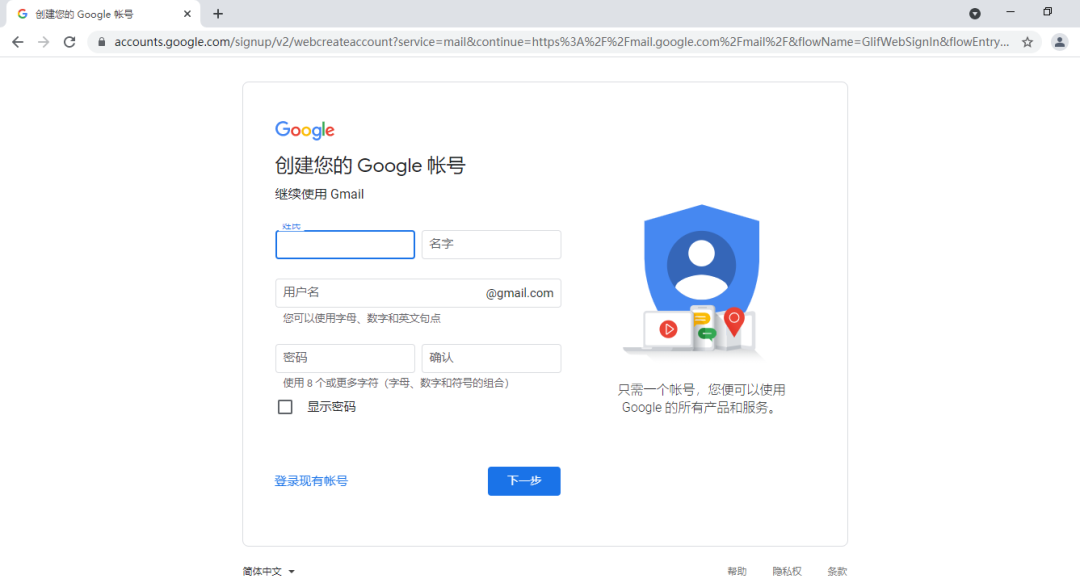 创建您的 Google 帐号
accounts.google.com/signup/v2/webcreateaccount?service=mail&continue=https%3A%2F%2Fmail.google.com%2Fmail%2F&flowName=GlifWebSignIn&flowEntry...
Google
创建您的 Google 帐号
继续使用 Gmail
姓氏
名字
用户名
@gmail.com
您可以使用字母、数字和英文句点
密码
确认
使用 8 个或更多字符（字母、数字和符号的组合）
显示密码
登录现有帐号
下一步
只需一个帐号，您便可以使用
Google 的所有产品和服务。
简体中文
帮助
隐私权
条款